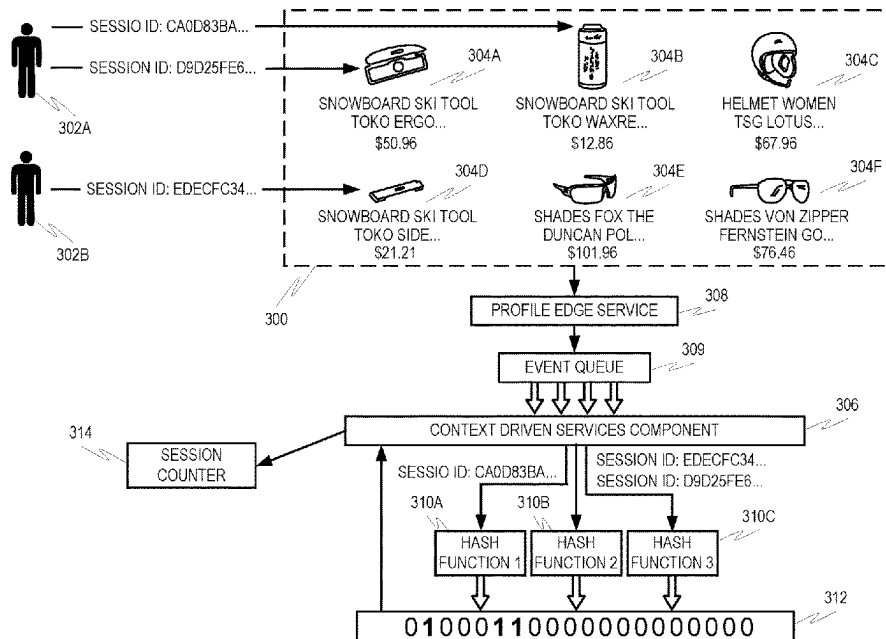 SESSIO ID: CA0D83BA...
SESSION ID: D9D25FE6...
302A
304A
304B
304C
SNOWBOARD SKI TOOL
TOKO ERGO...
$50.96
SNOWBOARD SKI TOOL
TOKO WAXRE...
$12.86
HELMET WOMEN
TSG LOTUS...
$67.96
SESSION ID: EDECFC34...
302B
304D
304E
304F
SNOWBOARD SKI TOOL
TOKO SIDE...
$21.21
SHADES FOX THE
DUNCAN POL...
$101.96
SHADES VON ZIPPER
FERNSTEIN GO...
$76.46
300
PROFILE EDGE SERVICE
308
EVENT QUEUE
309
CONTEXT DRIVEN SERVICES COMPONENT
306
314
SESSION
COUNTER
SESSIO ID: CA0D83BA...
SESSION ID: EDECFC34...
SESSION ID: D9D25FE6...
310A
310B
310C
HASH
FUNCTION 1
HASH
FUNCTION 2
HASH
FUNCTION 3
312
01000110000000000000